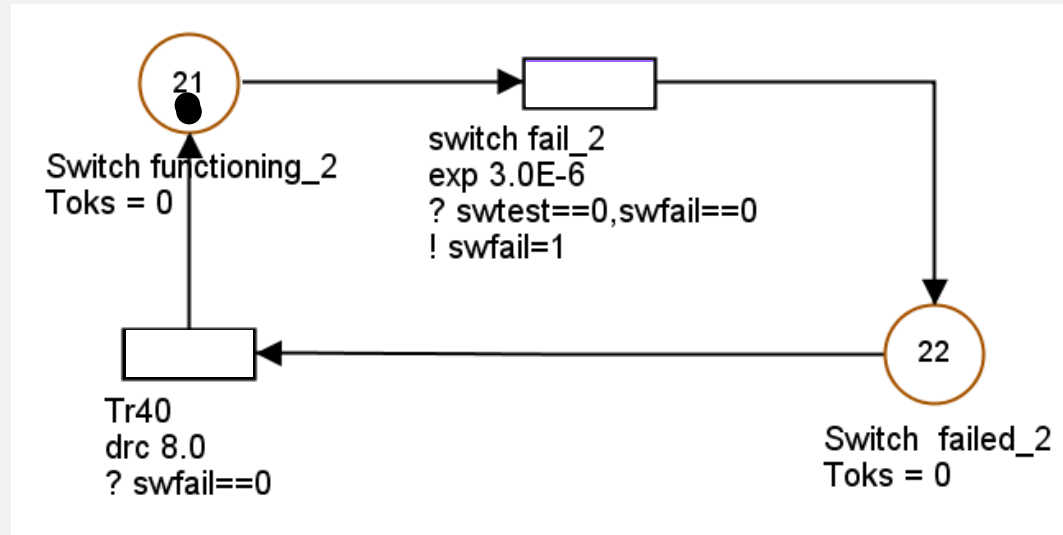 21
Switch functioning_2
Toks = 0
switch fail_2
exp 3.0E-6
? swtest==0,swfail==0
! swfail=1
22
Switch failed_2
Toks = 0
Tr40
drc 8.0
? swfail==0